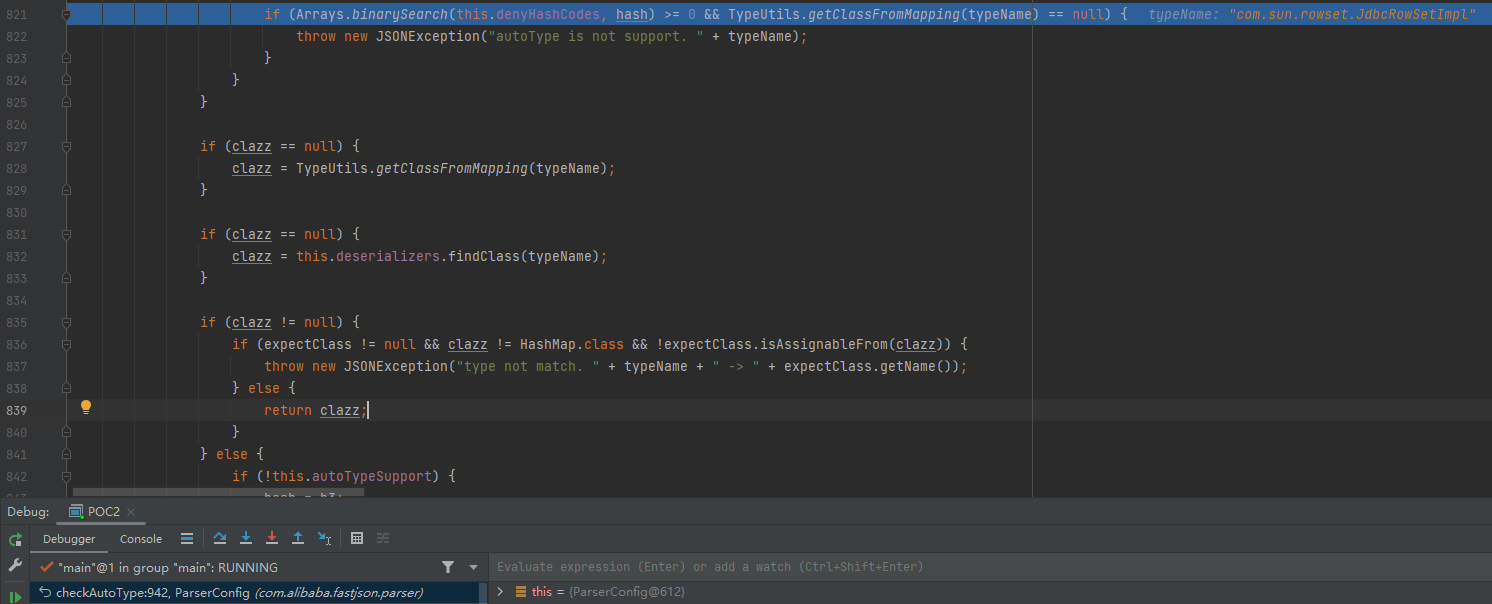 821 if (Arrays.binarySearch(this.denyHashCodes, hash) >= 0 && TypeUtils.getClassFromMapping(typeName) == null) { typeName: "com.sun.rowset.JdbcRowSetImpl"
822 throw new JSONException("autoType is not support. " + typeName);
823 }
824 }
825 }
826
827 if (clazz == null) {
828 clazz = TypeUtils.getClassFromMapping(typeName);
829 }
830
831 if (clazz == null) {
832 clazz = this.deserializers.findClass(typeName);
833 }
834
835 if (clazz != null) {
836 if (expectClass != null && clazz != HashMap.class && !expectClass.isAssignableFrom(clazz)) {
837 throw new JSONException("type not match. " + typeName + " -> " + expectClass.getName());
838 } else {
839 return clazz;
840 }
841 } else {
842 if (!this.autoTypeSupport) {
Debug: POC2
Debugger Console
"main"@1 in group "main": RUNNING
Evaluate expression (Enter) or add a watch (Ctrl+Shift+Enter)
checkAutoType:942, ParserConfig (com.alibaba.fastjson.parser)
this = {ParserConfig@612}